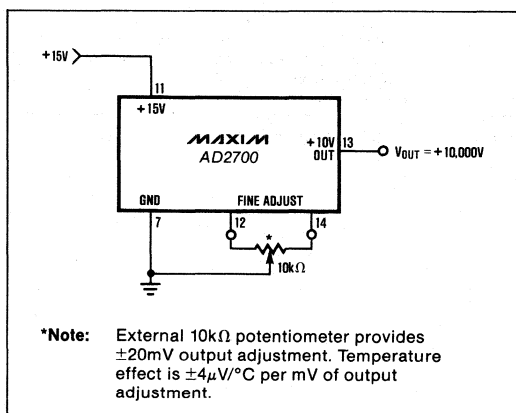 +15V
11
+15V
MAXIM
AD2700
+10V
OUT
13
VOUT = +10.000V
GND
FINE ADJUST
7
12
14
*
10kΩ
*Note: External 10kΩ potentiometer provides
±20mV output adjustment. Temperature
effect is ±4μV/°C per mV of output
adjustment.